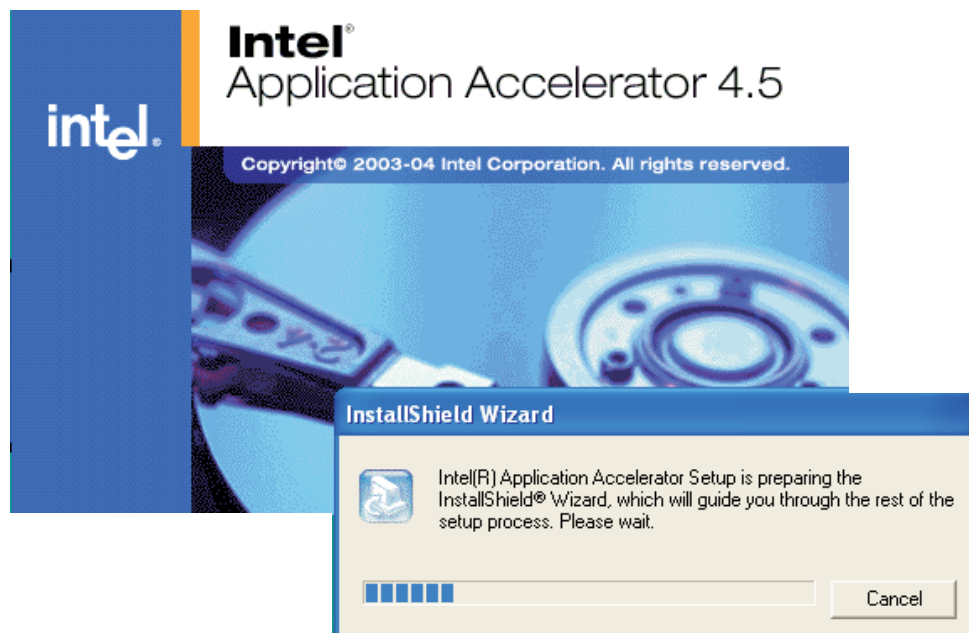 Intel®
Application Accelerator 4.5
intel®
Copyright© 2003-04 Intel Corporation. All rights reserved.
2-4
InstallShield Wizard
Intel(R) Application Accelerator Setup is preparing the
InstallShield® Wizard, which will guide you through the rest of the
setup process. Please wait.
Cancel